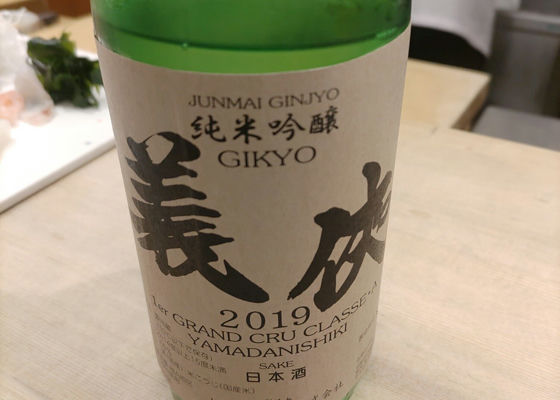 JUNMAI GINJYO
純米吟醸
GIKYO
義侠
2019
1er GRAND CRU CLASSE・A
YAMADANISHIKI
SAKE
日本酒